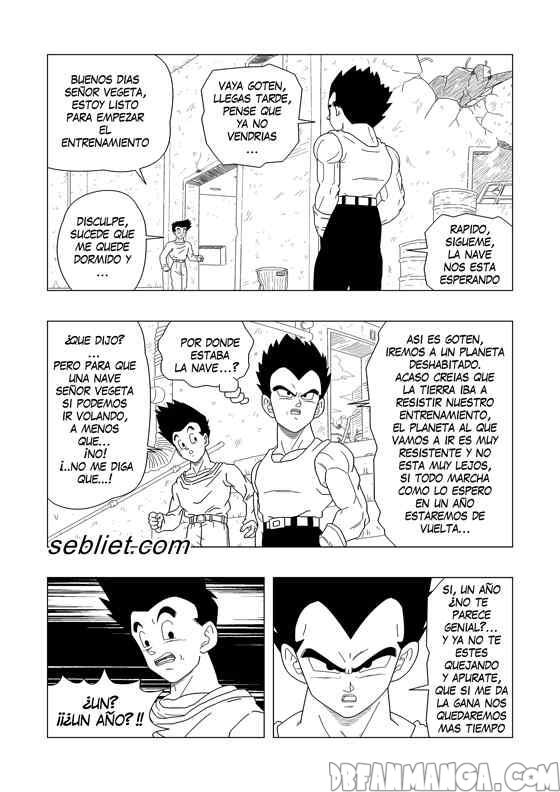 BUENOS DIAS
SEÑOR VEGETA,
ESTOY LISTO
PARA EMPEZAR
EL
ENTRENAMIENTO
VAYA GOTEN,
LLEGAS TARDE,
PENSE QUE
YA NO
VENDRIAS
...
DISCULPE,
SUCEDE QUE
ME QUEDE
DORMIDO Y
...
RAPIDO,
SIGUEME,
LA NAVE
NOS ESTA
ESPERANDO
¿QUE DIJO?
...
PERO PARA QUE
UNA NAVE
SEÑOR VEGETA
SI PODEMOS
IR VOLANDO,
A MENOS
QUE...
¡NO!
¡..NO ME DIGA
QUE...!
POR DONDE
ESTABA
LA NAVE...?
ASI ES GOTEN,
IREMOS A UN PLANETA
DESHABITADO.
ACASO CREIAS QUE
LA TIERRA IBA A
RESISTIR NUESTRO
ENTRENAMIENTO,
EL PLANETA AL QUE
VAMOS A IR ES MUY
RESISTENTE Y NO
ESTA MUY LEJOS,
SI TODO MARCHA
COMO LO ESPERO
EN UN AÑO
ESTAREMOS DE
VUELTA...
sebliet.com
¿UN?
¡¡¿UN AÑO?!!
SI, UN AÑO
¿NO TE
PARECE
GENIAL?...
Y YA NO TE
ESTES
QUEJANDO
Y APURATE,
QUE SI ME DA
LA GANA NOS
QUEDAREMOS
MAS TIEMPO
DBFANMANGA.COM